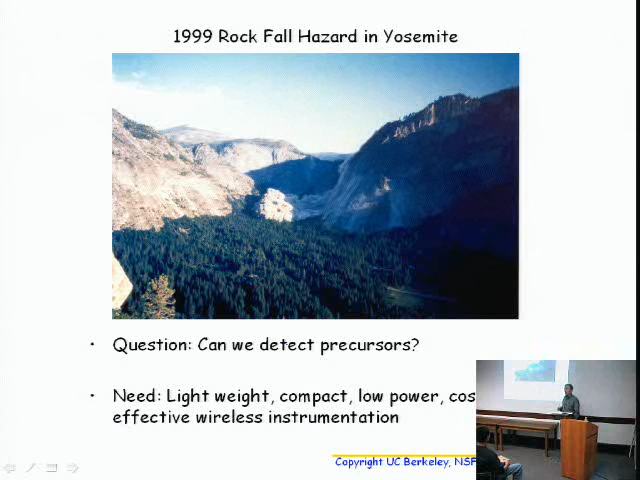 1999 Rock Fall Hazard in Yosemite
• Question: Can we detect precursors?
• Need: Light weight, compact, low power,
effective wireless instrumentation
Copyright UC Berkeley, NSF